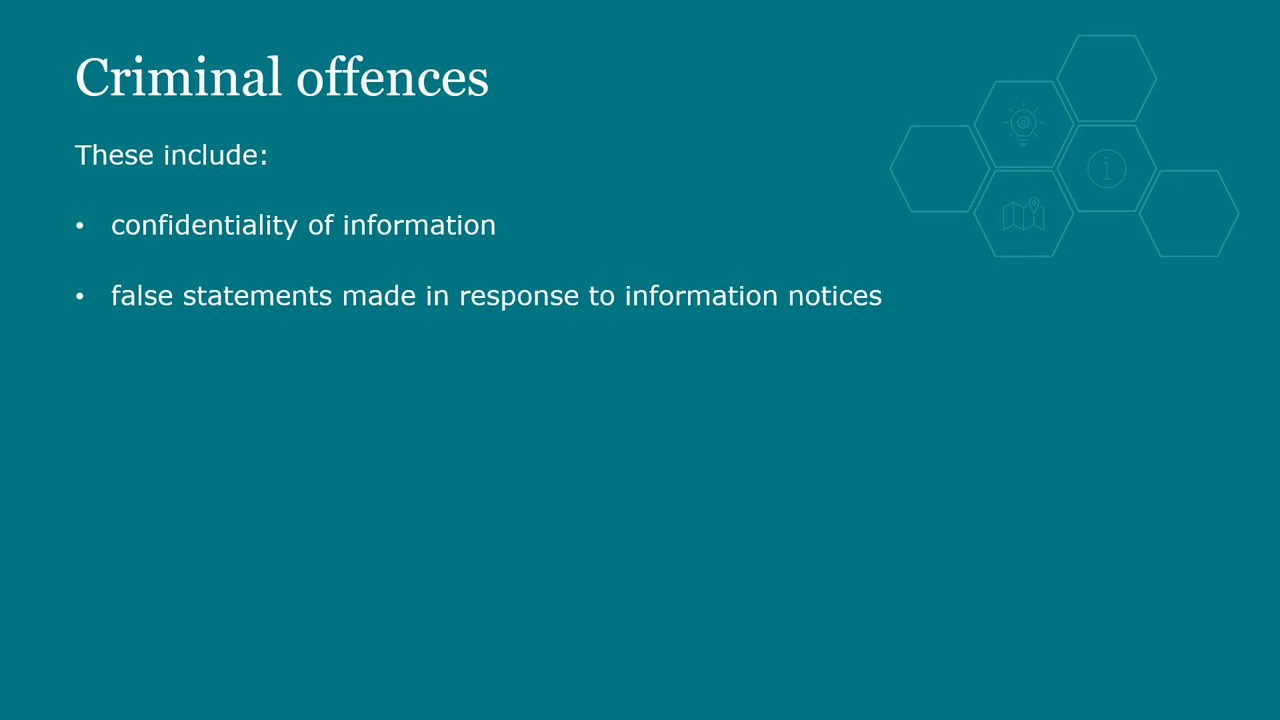 Criminal offences
These include:
• confidentiality of information
• false statements made in response to information notices
i